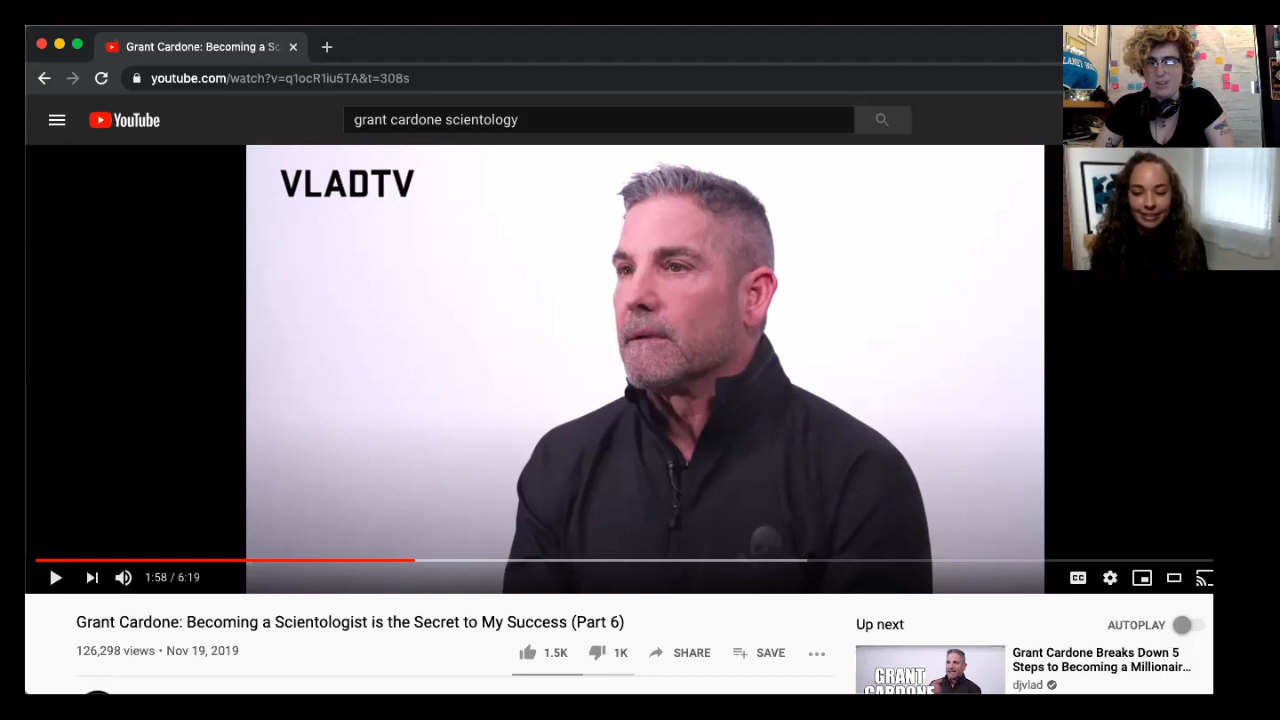 Grant Cardone: Becoming a Sc
youtube.com/watch?v=q1ocR1iu5TA&t=308s
YouTube
grant cardone scientology
VLADTV
1:58 / 6:19
CC
Grant Cardone: Becoming a Scientologist is the Secret to My Success (Part 6)
126,298 views • Nov 19, 2019
1.5K
1K
SHARE
SAVE
Up next
AUTOPLAY
GRANT
CARDONE
Grant Cardone Breaks Down 5
Steps to Becoming a Millionair...
djvlad